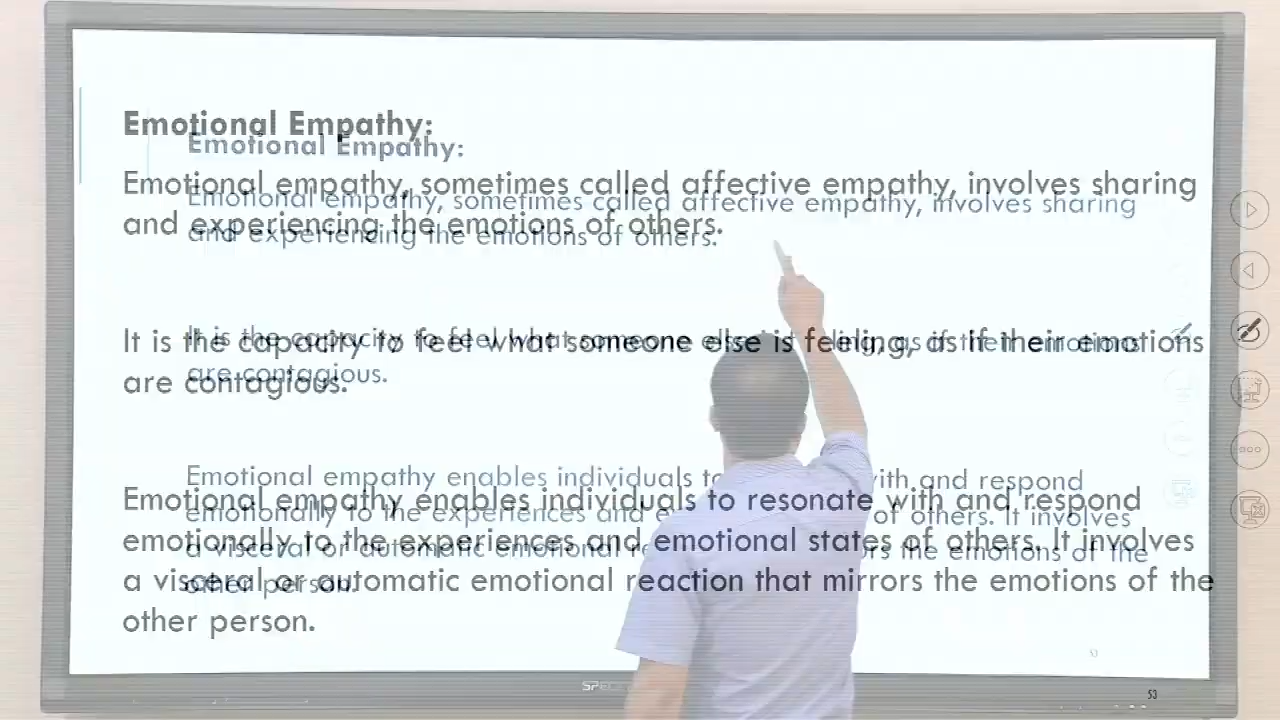 Emotional Empathy:
Emotional empathy, sometimes called affective empathy, involves sharing
and experiencing the emotions of others.
It is the capacity to feel what someone else is feeling, as if their emotions
are contagious.
Emotional empathy enables individuals to resonate with and respond
emotionally to the experiences and emotional states of others. It involves
a visceral or automatic emotional reaction that mirrors the emotions of the
other person.
53